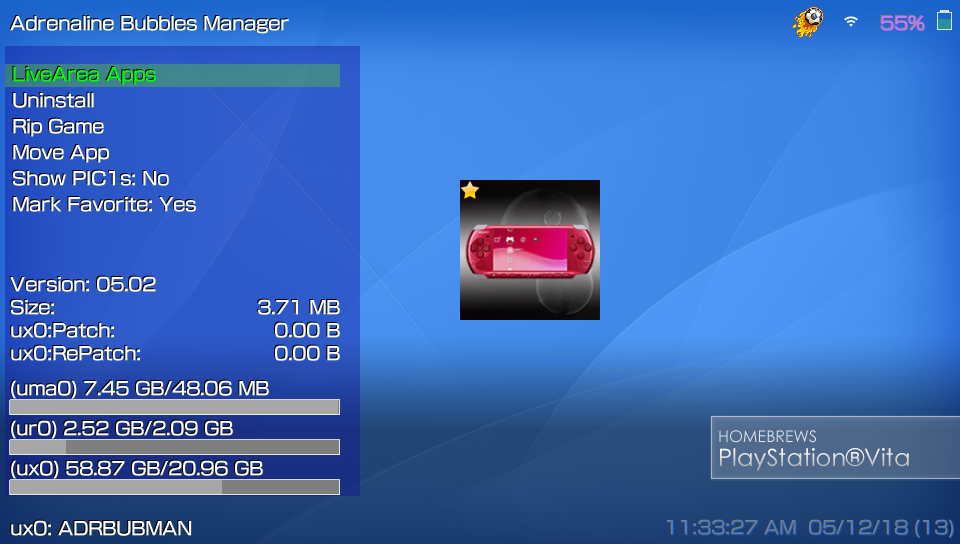 Adrenaline Bubbles Manager
55%
LiveArea Apps
Uninstall
Rip Game
Move App
Show PIC1s: No
Mark Favorite: Yes
Version: 05.02
Size: 3.71 MB
ux0:Patch: 0.00 B
ux0:RePatch: 0.00 B
(uma0) 7.45 GB/48.06 MB
(ur0) 2.52 GB/2.09 GB
(ux0) 58.87 GB/20.96 GB
HOMEBREWS
PlayStation®Vita
ux0: ADRBUBMAN
11:33:27 AM 05/12/18 (13)